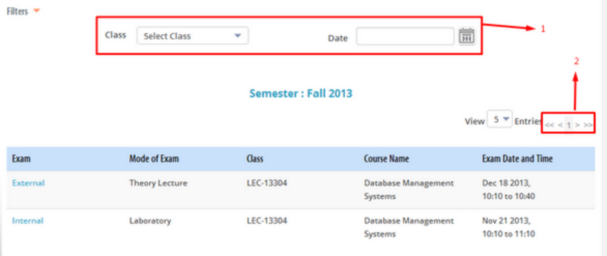 Filters
Class Select Class Date 1
2
Semester : Fall 2013
View 5 Entries << < 1 > >>
Exam Mode of Exam Class Course Name Exam Date and Time
External Theory Lecture LEC-13304 Database Management Systems Dec 18 2013, 10:10 to 10:40
Internal Laboratory LEC-13304 Database Management Systems Nov 21 2013, 10:10 to 11:10